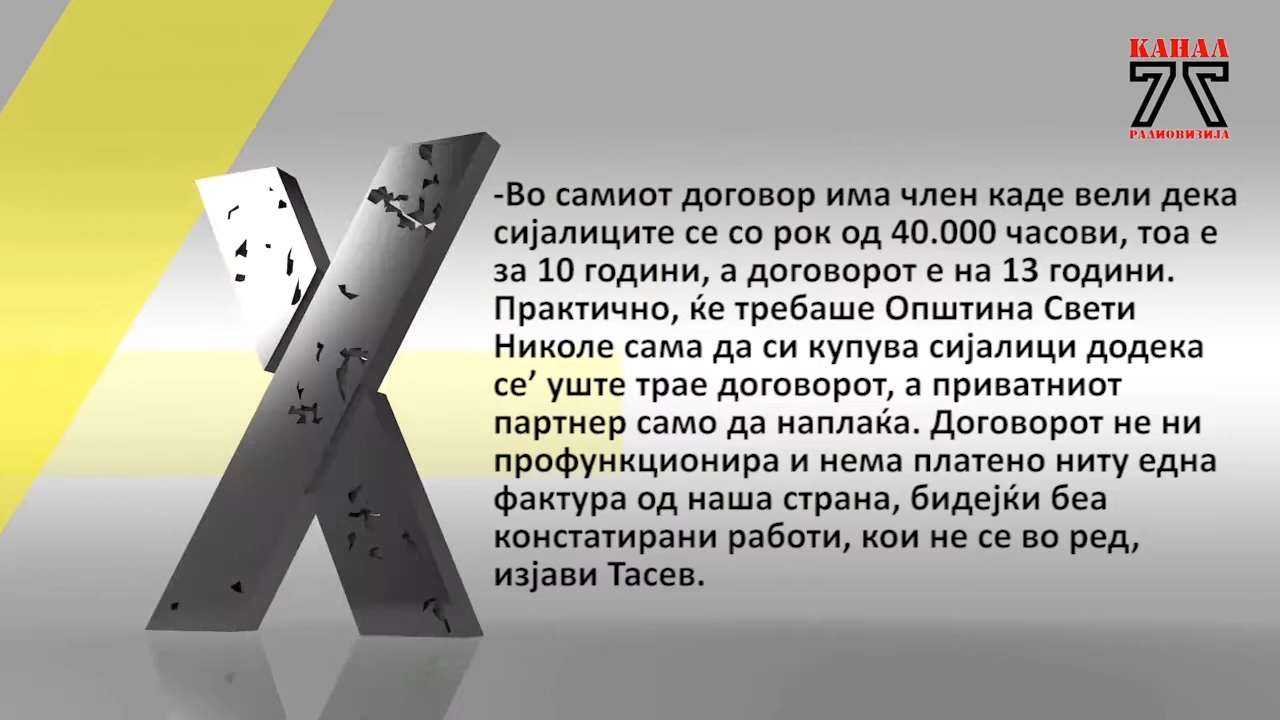 КАНАЛ
77
РАДИОВИЗИЈА
-Во самиот договор има член каде вели дека
сијалиците се со рок од 40.000 часови, тоа е
за 10 години, а договорот е на 13 години.
Практично, ќе требаше Општина Свети
Николе сама да си купува сијалици додека
се’ уште трае договорот, а приватниот
партнер само да наплаќа. Договорот не ни
профункционира и нема платено ниту една
фактура од наша страна, бидејќи беа
констатирани работи, кои не се во ред,
изјави Тасев.